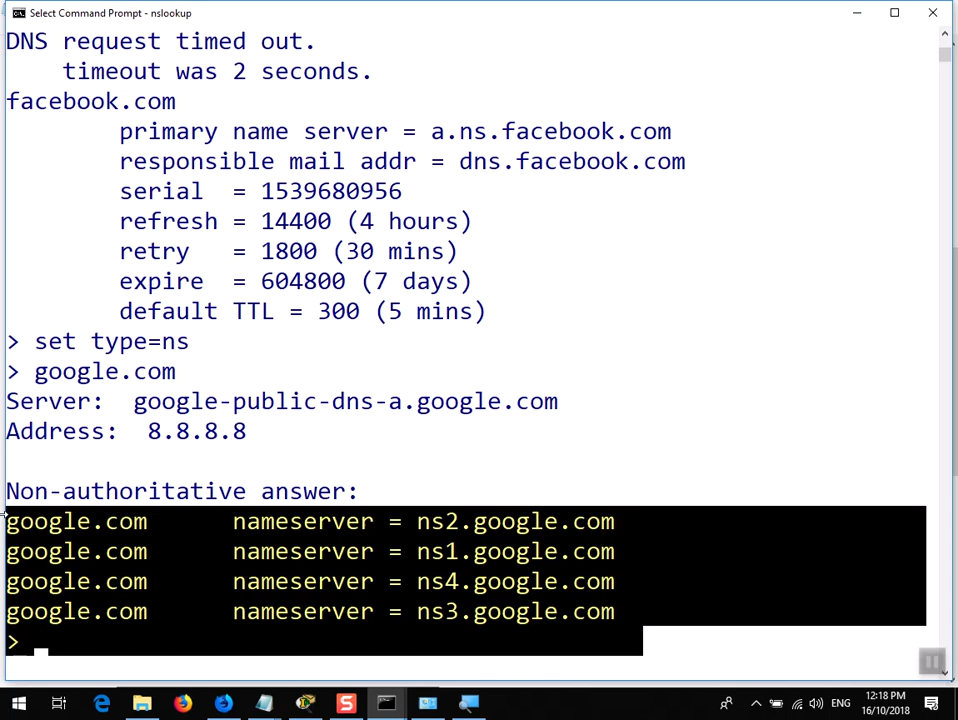 Select Command Prompt - nslookup
DNS request timed out.
    timeout was 2 seconds.
facebook.com
        primary name server = a.ns.facebook.com
        responsible mail addr = dns.facebook.com
        serial  = 1539680956
        refresh = 14400 (4 hours)
        retry   = 1800 (30 mins)
        expire  = 604800 (7 days)
        default TTL = 300 (5 mins)
> set type=ns
> google.com
Server:  google-public-dns-a.google.com
Address:  8.8.8.8

Non-authoritative answer:
google.com      nameserver = ns2.google.com
google.com      nameserver = ns1.google.com
google.com      nameserver = ns4.google.com
google.com      nameserver = ns3.google.com
>
ENG
12:18 PM
16/10/2018